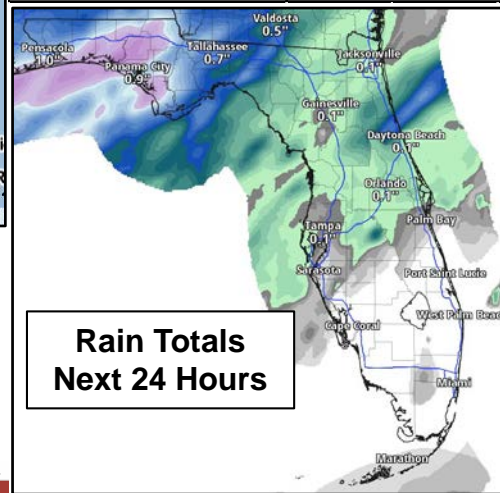 Valdosta
0.5"
Pensacola
1.0"
Tallahassee
0.7"
Jacksonville
0.1"
Panama City
0.9"
Gainesville
0.1"
Daytona Beach
0.1"
Orlando
0.1"
Palm Bay
Tampa
0.1"
Sarasota
Port Saint Lucie
Cape Coral
West Palm Beac
Rain Totals
Next 24 Hours
Miami
Marathon